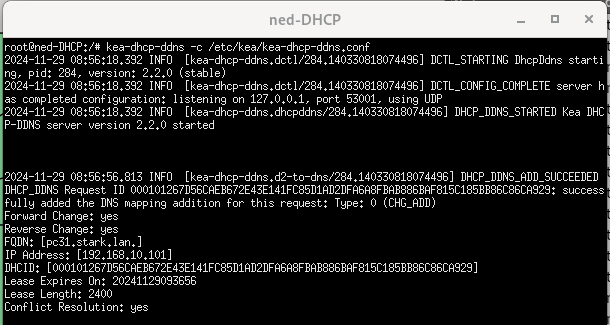 ned-DHCP
root@ned-DHCP:/# kea-dhcp-ddns -c /etc/kea/kea-dhcp-ddns.conf
2024-11-29 08:56:18.392 INFO  [kea-dhcp-ddns.dctl/284.140330818074496] DCTL_STARTING DhcpDdns starti
ng, pid: 284, version: 2.2.0 (stable)
2024-11-29 08:56:18.392 INFO  [kea-dhcp-ddns.dctl/284.140330818074496] DCTL_CONFIG_COMPLETE server h
as completed configuration: listening on 127.0.0.1, port 53001, using UDP
2024-11-29 08:56:18.392 INFO  [kea-dhcp-ddns.dhcpddns/284.140330818074496] DHCP_DDNS_STARTED Kea DHC
P-DDNS server version 2.2.0 started
2024-11-29 08:56:56.813 INFO  [kea-dhcp-ddns.d2-to-dns/284.140330818074496] DHCP_DDNS_ADD_SUCCEEDED
DHCP_DDNS Request ID 000101267D56CAEB672E43E141FC85D1AD2DFA6A8FBAB886BAF815C185BB86C86CA929: success
fully added the DNS mapping addition for this request: Type: 0 (CHG_ADD)
Forward Change: yes
Reverse Change: yes
FQDN: [pc31.stark.lan.]
IP Address: [192.168.10.101]
DHCID: [000101267D56CAEB672E43E141FC85D1AD2DFA6A8FBAB886BAF815C185BB86C86CA929]
Lease Expires On: 20241129093656
Lease Length: 2400
Conflict Resolution: yes